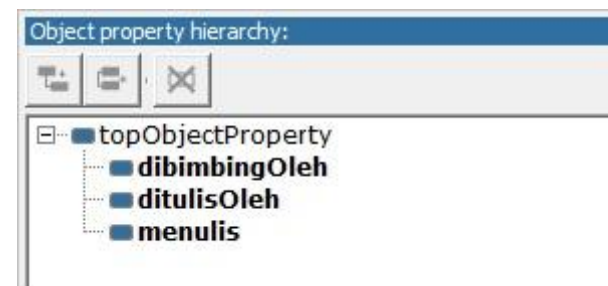 Object property hierarchy:
topObjectProperty
dibimbingOleh
ditulisOleh
menulis